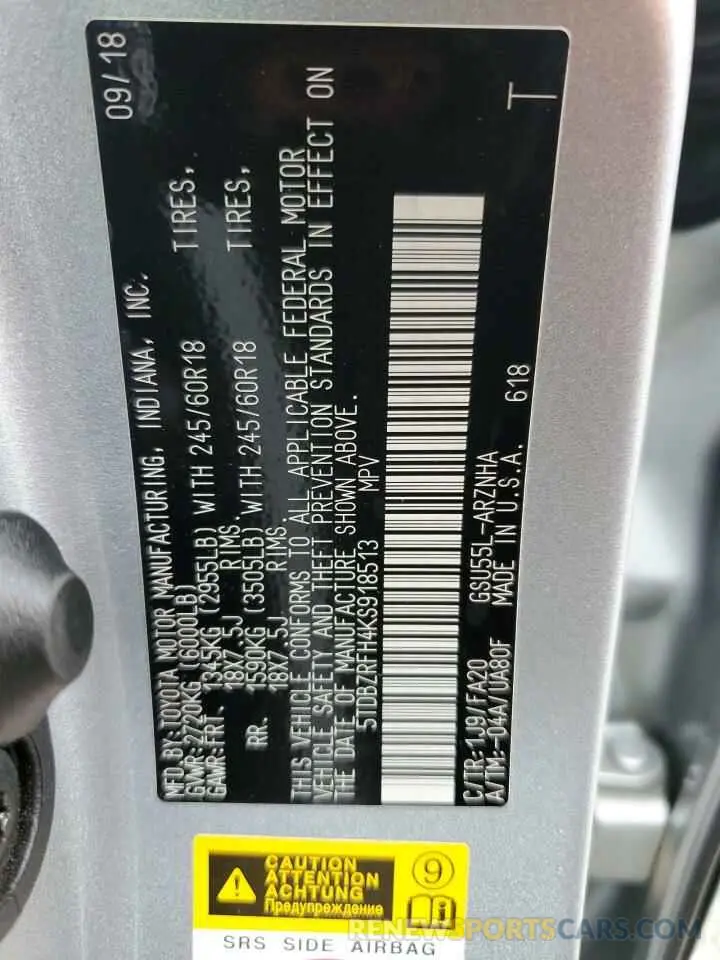 MFD.BY:TOYOTA MOTOR MANUFACTURING, INDIANA, INC. 09/18
GVWR:2720KG (6000LB)
GAWR:FRT. 1345KG (2955LB) WITH 245/60R18 TIRES,
18X7.5J RIMS.
RR. 1590KG (3505LB) WITH 245/60R18 TIRES,
18X7.5J RIMS.
THIS VEHICLE CONFORMS TO ALL APPLICABLE FEDERAL MOTOR
VEHICLE SAFETY AND THEFT PREVENTION STANDARDS IN EFFECT ON
THE DATE OF MANUFACTURE SHOWN ABOVE.
5TDBZRFH4KS918513 MPV
C/TR:1J9/FA20 GSU55L-ARZNHA 618 T
A/TM:-04A/UA80F MADE IN U.S.A.
CAUTION
ATTENTION
ACHTUNG
Предупреждение
9
SRS SIDE AIRBAG
RENEWSPORTSCARS.COM